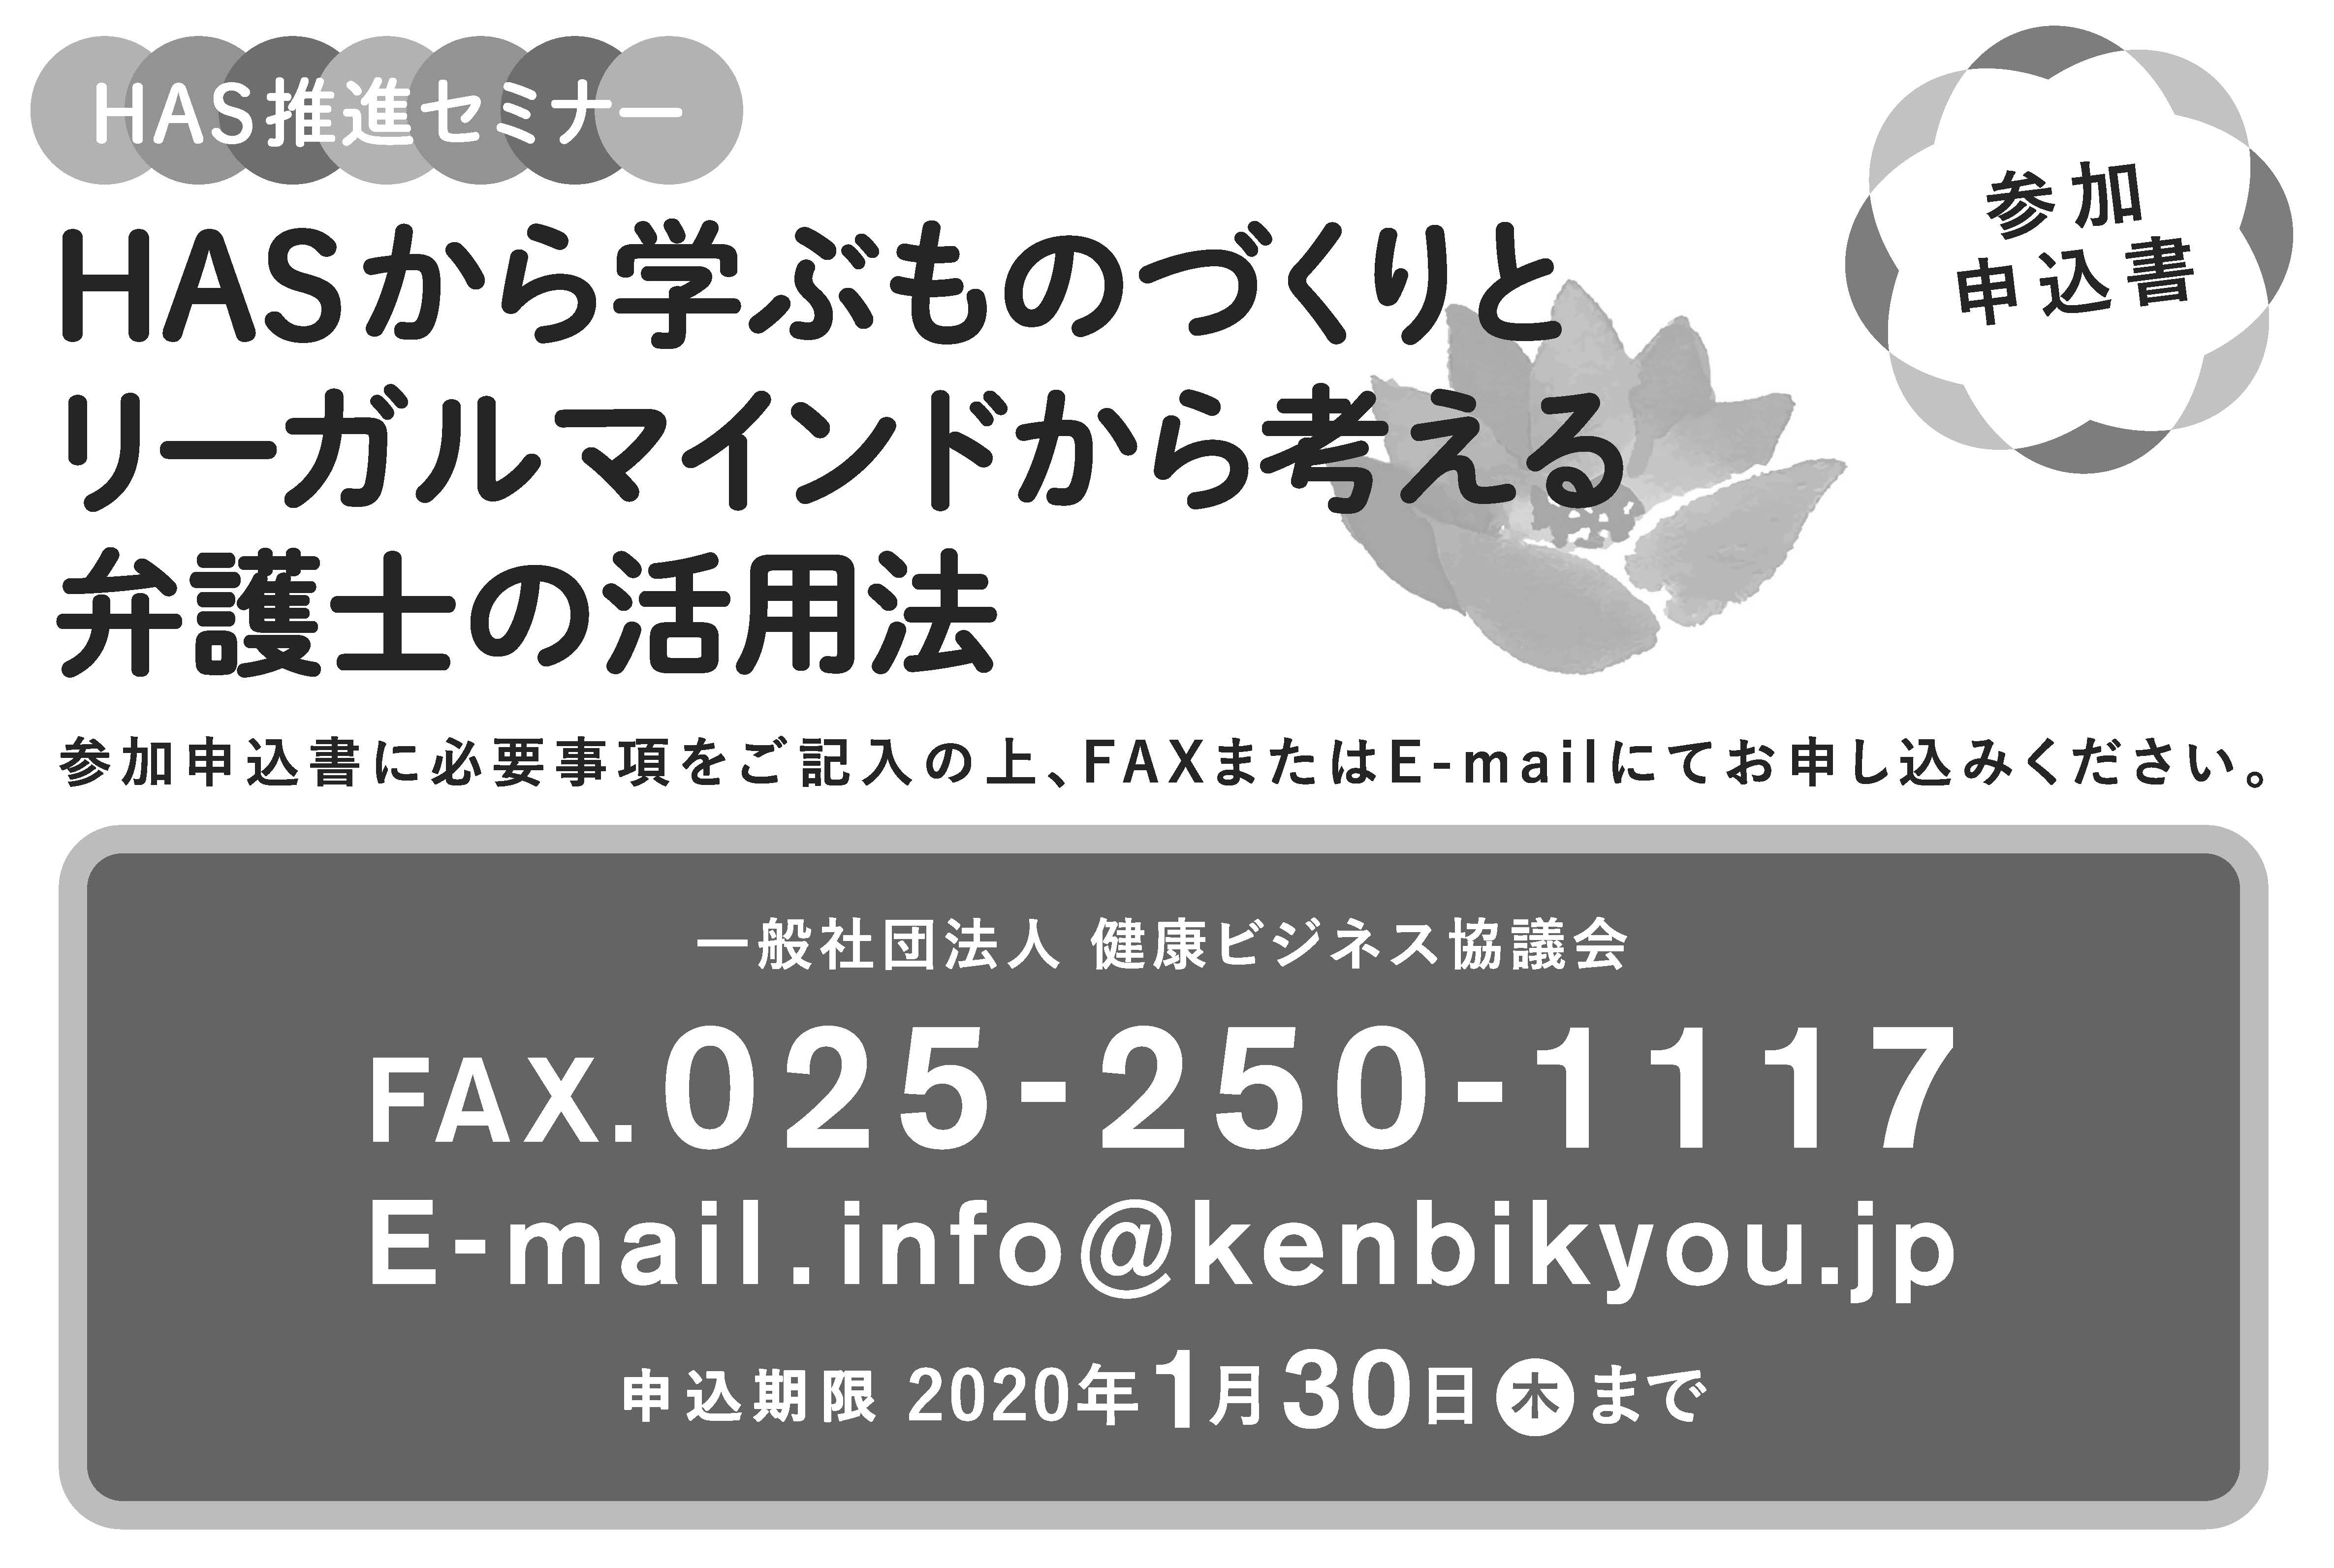 HAS推進セミナー
参加
申込書
HASから学ぶものづくりと
リーガルマインドから考える
弁護士の活用法
参加申込書に必要事項をご記入の上、FAXまたはE-mailにてお申し込みください。
一般社団法人 健康ビジネス協議会
FAX.025-250-1117
E-mail.info@kenbikyou.jp
申込期限 2020年1月30日 木 まで